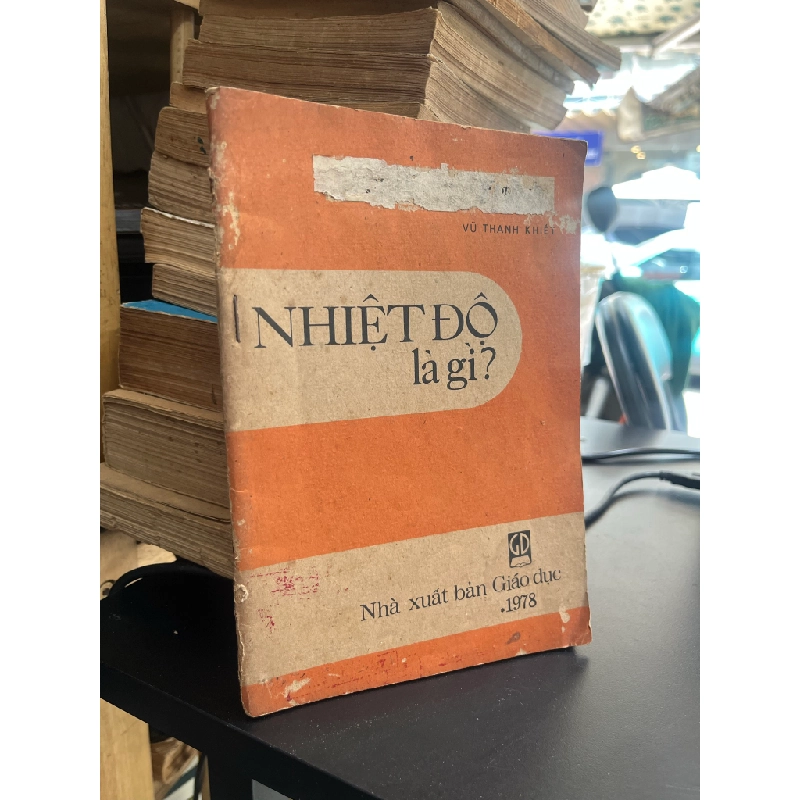 VŨ THANH KHIẾT
NHIỆT ĐỘ
là gì?
GD
Nhà xuất bản Giáo dục
.1978